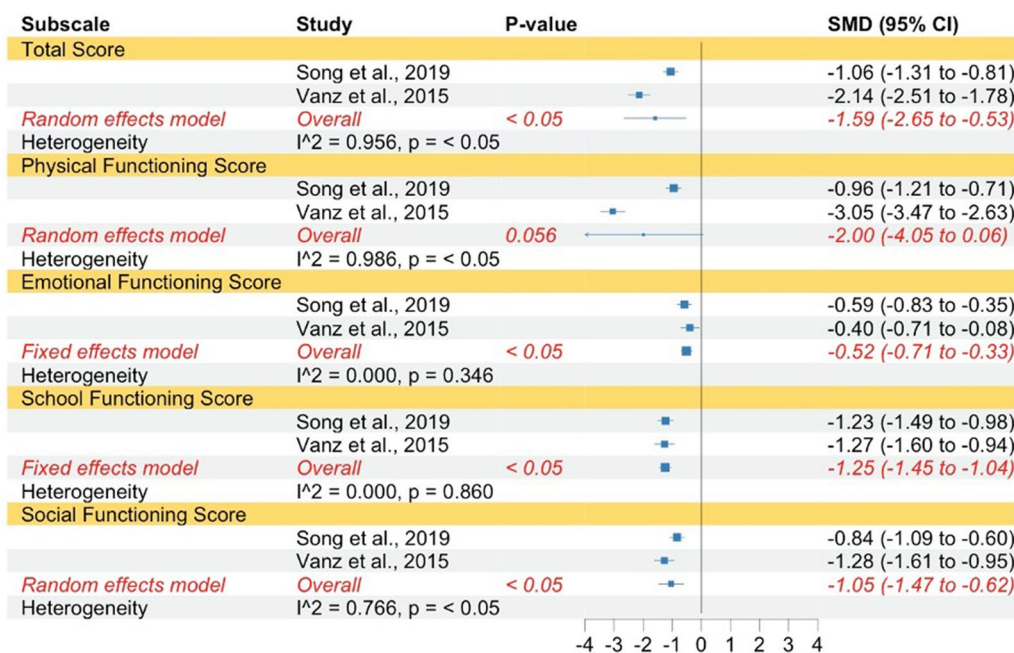 Subscale Study P-value SMD (95% CI)
Total Score
Song et al., 2019 -1.06 (-1.31 to -0.81)
Vanz et al., 2015 -2.14 (-2.51 to -1.78)
Random effects model Overall < 0.05 -1.59 (-2.65 to -0.53)
Heterogeneity I^2 = 0.956, p = < 0.05
Physical Functioning Score
Song et al., 2019 -0.96 (-1.21 to -0.71)
Vanz et al., 2015 -3.05 (-3.47 to -2.63)
Random effects model Overall 0.056 -2.00 (-4.05 to 0.06)
Heterogeneity I^2 = 0.986, p = < 0.05
Emotional Functioning Score
Song et al., 2019 -0.59 (-0.83 to -0.35)
Vanz et al., 2015 -0.40 (-0.71 to -0.08)
Fixed effects model Overall < 0.05 -0.52 (-0.71 to -0.33)
Heterogeneity I^2 = 0.000, p = 0.346
School Functioning Score
Song et al., 2019 -1.23 (-1.49 to -0.98)
Vanz et al., 2015 -1.27 (-1.60 to -0.94)
Fixed effects model Overall < 0.05 -1.25 (-1.45 to -1.04)
Heterogeneity I^2 = 0.000, p = 0.860
Social Functioning Score
Song et al., 2019 -0.84 (-1.09 to -0.60)
Vanz et al., 2015 -1.28 (-1.61 to -0.95)
Random effects model Overall < 0.05 -1.05 (-1.47 to -0.62)
Heterogeneity I^2 = 0.766, p = < 0.05
-4 -3 -2 -1 0 1 2 3 4